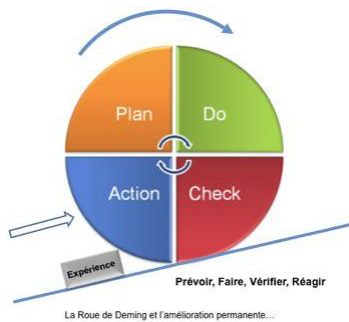 Plan
Do
Action
Check
Expérience
Prévoir, Faire, Vérifier, Réagir
La Roue de Deming et l'amélioration permanente...